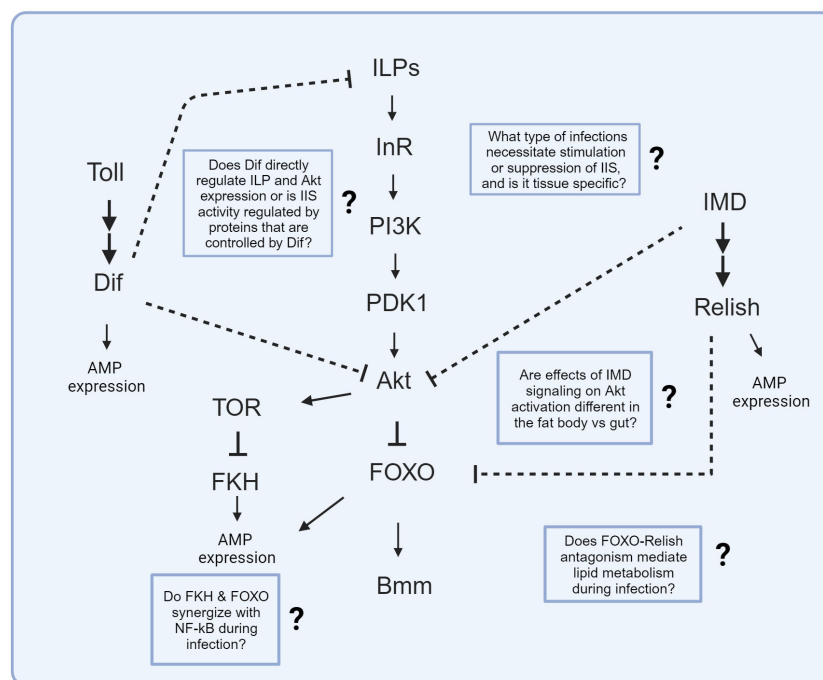 ILPs
InR
PI3K
PDK1
Akt
Toll
Dif
AMP
expression
Does Dif directly
regulate ILP and Akt
expression or is IIS
activity regulated by
proteins that are
controlled by Dif?
?
What type of infections
necessitate stimulation
or suppression of IIS,
and is it tissue specific?
?
IMD
Relish
AMP
expression
Are effects of IMD
signaling on Akt
activation different in
the fat body vs gut?
?
TOR
FKH
AMP
expression
FOXO
Bmm
Do FKH & FOXO
synergize with
NF-kB during
infection?
?
Does FOXO-Relish
antagonism mediate
lipid metabolism
during infection?
?